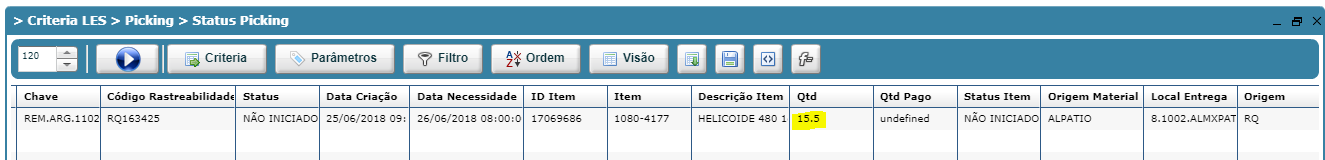 > Criteria LES > Picking > Status Picking
120 Criteria Parâmetros Filtro Ordem Visão
Chave Código Rastreabilidade Status Data Criação Data Necessidade ID Item Item Descrição Item Qtd Qtd Pago Status Item Origem Material Local Entrega Origem
REM.ARG.1102 RQ163425 NÃO INICIADO 25/06/2018 09: 26/06/2018 08:00:0 17069686 1080-4177 HELICOIDE 480 1 15.5 undefined NÃO INICIADO ALPATIO 8.1002.ALMXPAT RQ